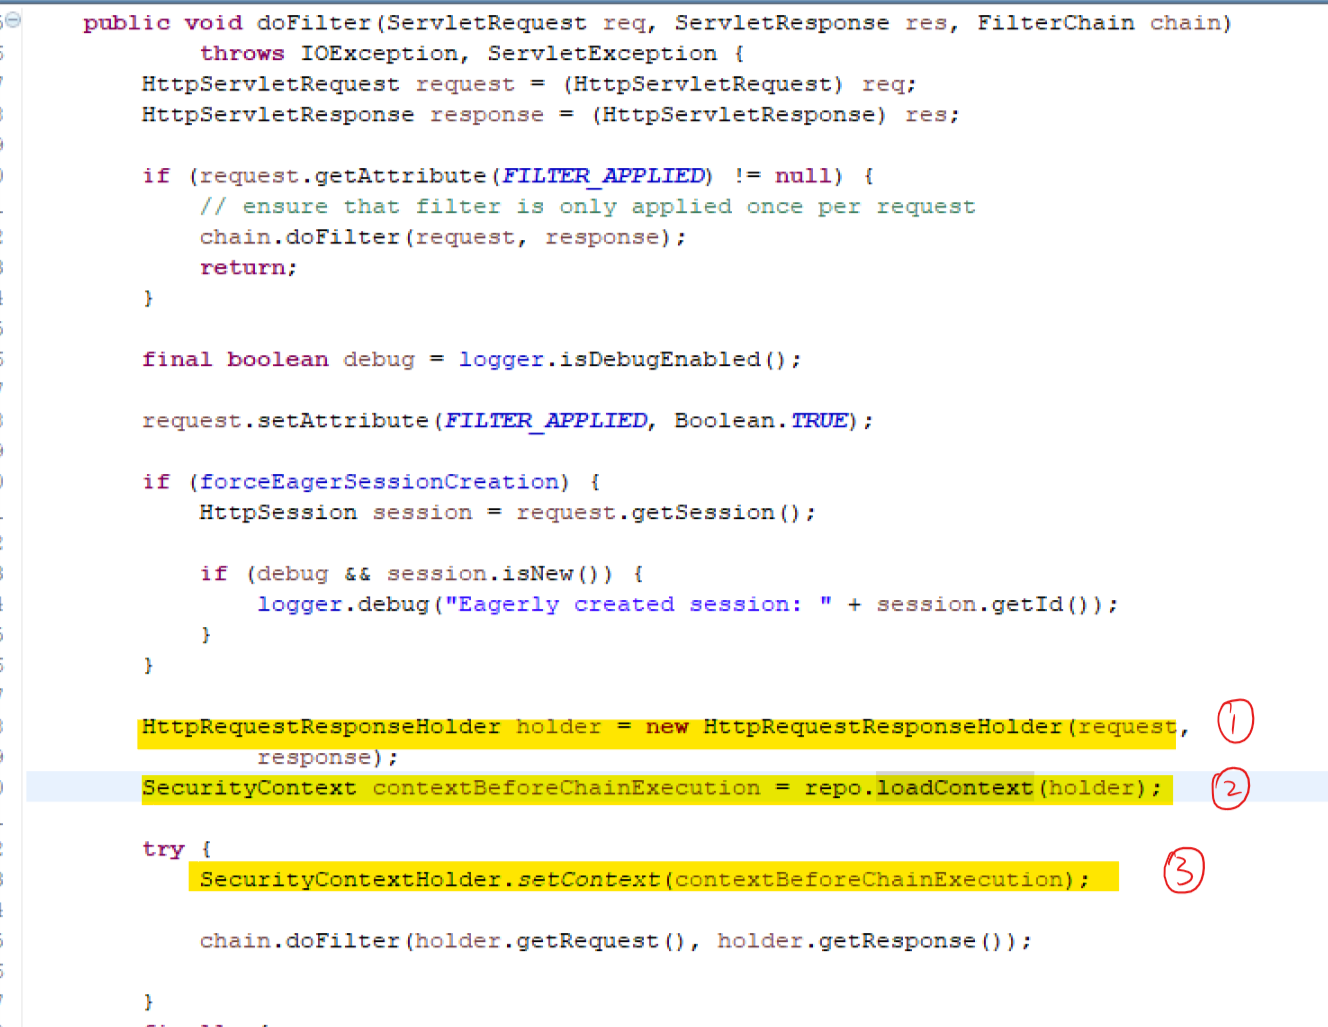 public void doFilter(ServletRequest req, ServletResponse res, FilterChain chain)
throws IOException, ServletException {
HttpServletRequest request = (HttpServletRequest) req;
HttpServletResponse response = (HttpServletResponse) res;
if (request.getAttribute(FILTER_APPLIED) != null) {
// ensure that filter is only applied once per request
chain.doFilter(request, response);
return;
}
final boolean debug = logger.isDebugEnabled();
request.setAttribute(FILTER_APPLIED, Boolean.TRUE);
if (forceEagerSessionCreation) {
HttpSession session = request.getSession();
if (debug && session.isNew()) {
logger.debug("Eagerly created session: " + session.getId());
}
}
HttpRequestResponseHolder holder = new HttpRequestResponseHolder(request, 1
response);
SecurityContext contextBeforeChainExecution = repo.loadContext(holder); 2
try {
SecurityContextHolder.setContext(contextBeforeChainExecution); 3
chain.doFilter(holder.getRequest(), holder.getResponse());
}